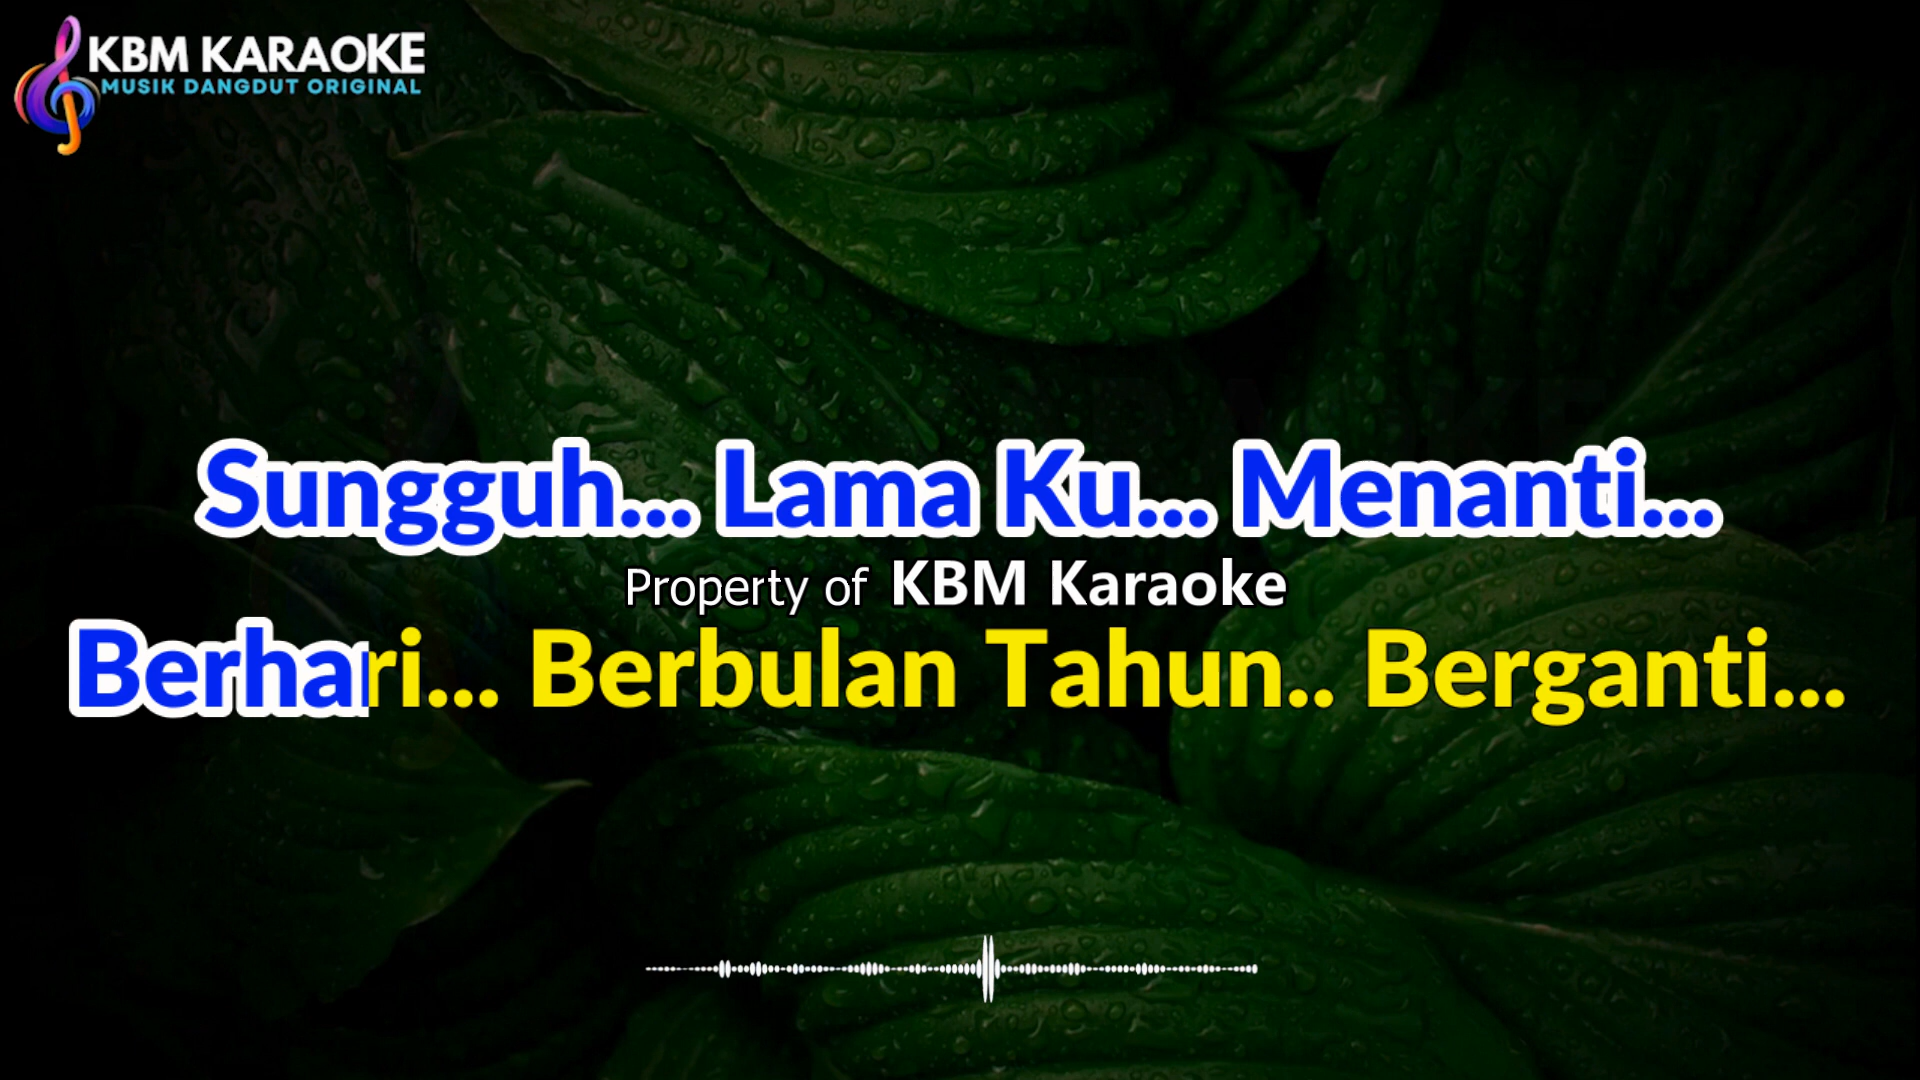 KBM KARAOKE
MUSIK DANGDUT ORIGINAL
Sungguh... Lama Ku... Menanti...
Property of KBM Karaoke
Berhari... Berbulan Tahun.. Berganti...